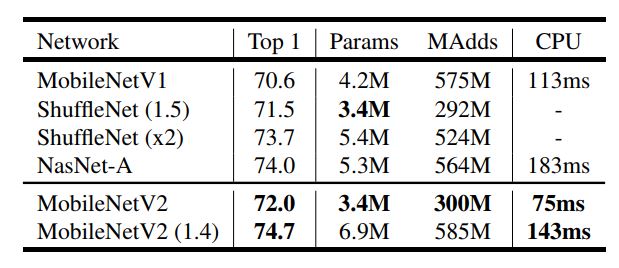 Network Top 1 Params MAdds CPU
MobileNetV1 70.6 4.2M 575M 113ms
ShuffleNet (1.5) 71.5 3.4M 292M -
ShuffleNet (x2) 73.7 5.4M 524M -
NasNet-A 74.0 5.3M 564M 183ms
MobileNetV2 72.0 3.4M 300M 75ms
MobileNetV2 (1.4) 74.7 6.9M 585M 143ms